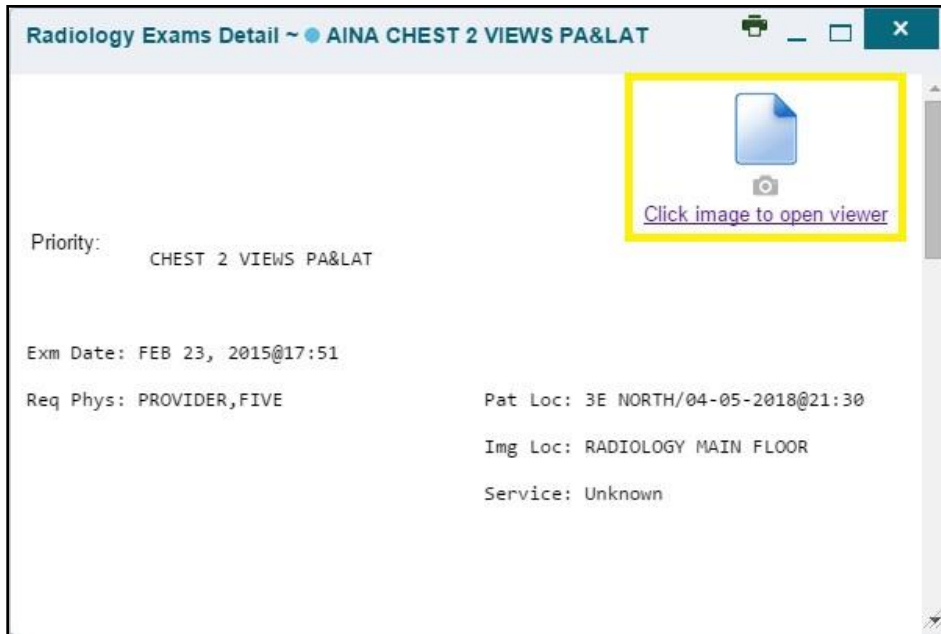 Radiology Exams Detail ~ AINA CHEST 2 VIEWS PA&LAT
Click image to open viewer
Priority:
CHEST 2 VIEWS PA&LAT
Exm Date: FEB 23, 2015@17:51
Req Phys: PROVIDER,FIVE
Pat Loc: 3E NORTH/04-05-2018@21:30
Img Loc: RADIOLOGY MAIN FLOOR
Service: Unknown